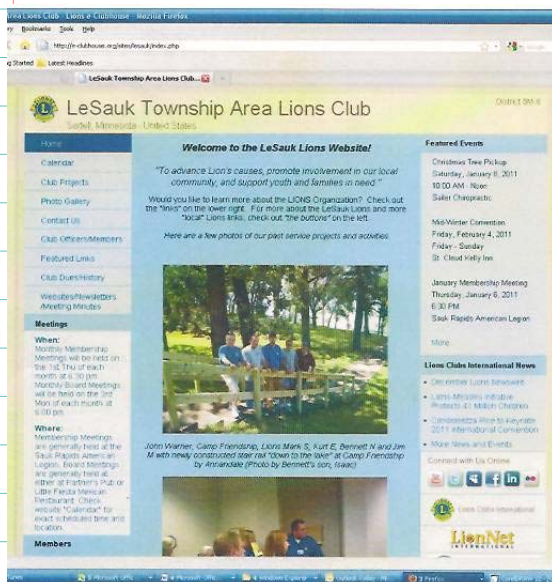 Area Lions Club - Lions e-Clubhouse - Mozilla Firefox
Bookmarks Tools Help
http://e-clubhouse.org/sites/lesauk/index.php
Latest Headlines
LeSauk Township Area Lions Club...
LeSauk Township Area Lions Club
Sartell, Minnesota - United States
District 5M-
Home
Calendar
Club Projects
Photo Gallery
Contact Us
Club Officers/Members
Featured Links
Club Dues/History
Websites/Newsletters
/Meeting Minutes
Meetings
When:
Monthly Membership
Meetings will be held on
the 1st Thu of each
month at 6:30 pm.
Monthly Board Meetings
will be held on the 3rd
Mon of each month at
6:00 pm.
Where:
Membership Meetings
are generally held at the
Sauk Rapids American
Legion. Board Meetings
are generally held at
either at Partner's Pub or
Little Fiesta Mexican
Restaurant. Check
website "Calendar" for
exact scheduled time and
location.
Members
Welcome to the LeSauk Lions Website!
"To advance Lion's causes, promote involvement in our local
community, and support youth and families in need."
Would you like to learn more about the LIONS Organization? Check out
the "links" on the lower right. For more about the LeSauk Lions and more
"local" Lions links, check out "the buttons" on the left.
Here are a few photos of our past service projects and activities.
John Warner, Camp Friendship, Lions Mark S, Kurt E, Bennett N and Jim
M with newly constructed stair rail "down to the lake" at Camp Friendship
by Annandale (Photo by Bennett's son, Isaac)
Featured Events
Christmas Tree Pickup
Saturday, January 8, 2011
10:00 AM - Noon
Sailer Chiropractic
Mid-Winter Convention
Friday, February 4, 2011
Friday - Sunday
St. Cloud Kelly Inn
January Membership Meeting
Thursday, January 6, 2011
6:30 PM
Sauk Rapids American Legion
More
Lions Clubs International News
December Lions Newswire
Lions Measles Initiative
Protects 41 Million Children
Condoleezza Rice to Keynote
2011 International Convention
More News and Events
Connect with Us Online
Lions Clubs International
LionNet
INTERNATIONAL